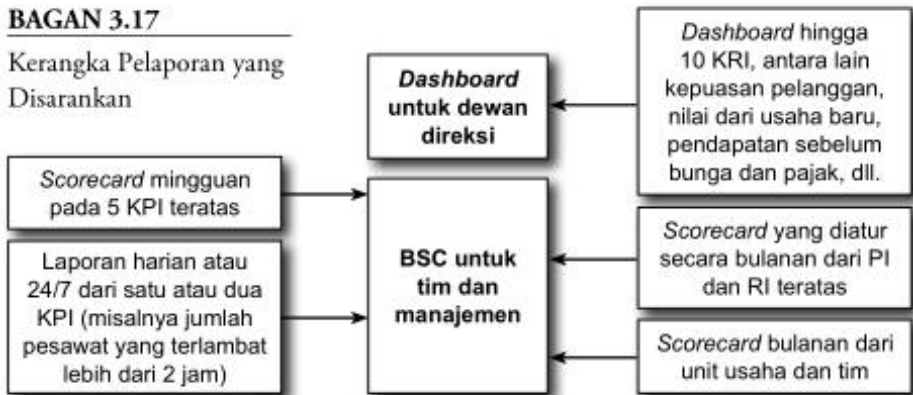 BAGAN 3.17
Kerangka Pelaporan yang
Disarankan
Dashboard
untuk dewan
direksi
Dashboard hingga
10 KRI, antara lain
kepuasan pelanggan,
nilai dari usaha baru,
pendapatan sebelum
bunga dan pajak, dll.
Scorecard mingguan
pada 5 KPI teratas
Laporan harian atau
24/7 dari satu atau dua
KPI (misalnya jumlah
pesawat yang terlambat
lebih dari 2 jam)
BSC untuk
tim dan
manajemen
Scorecard yang diatur
secara bulanan dari PI
dan RI teratas
Scorecard bulanan dari
unit usaha dan tim